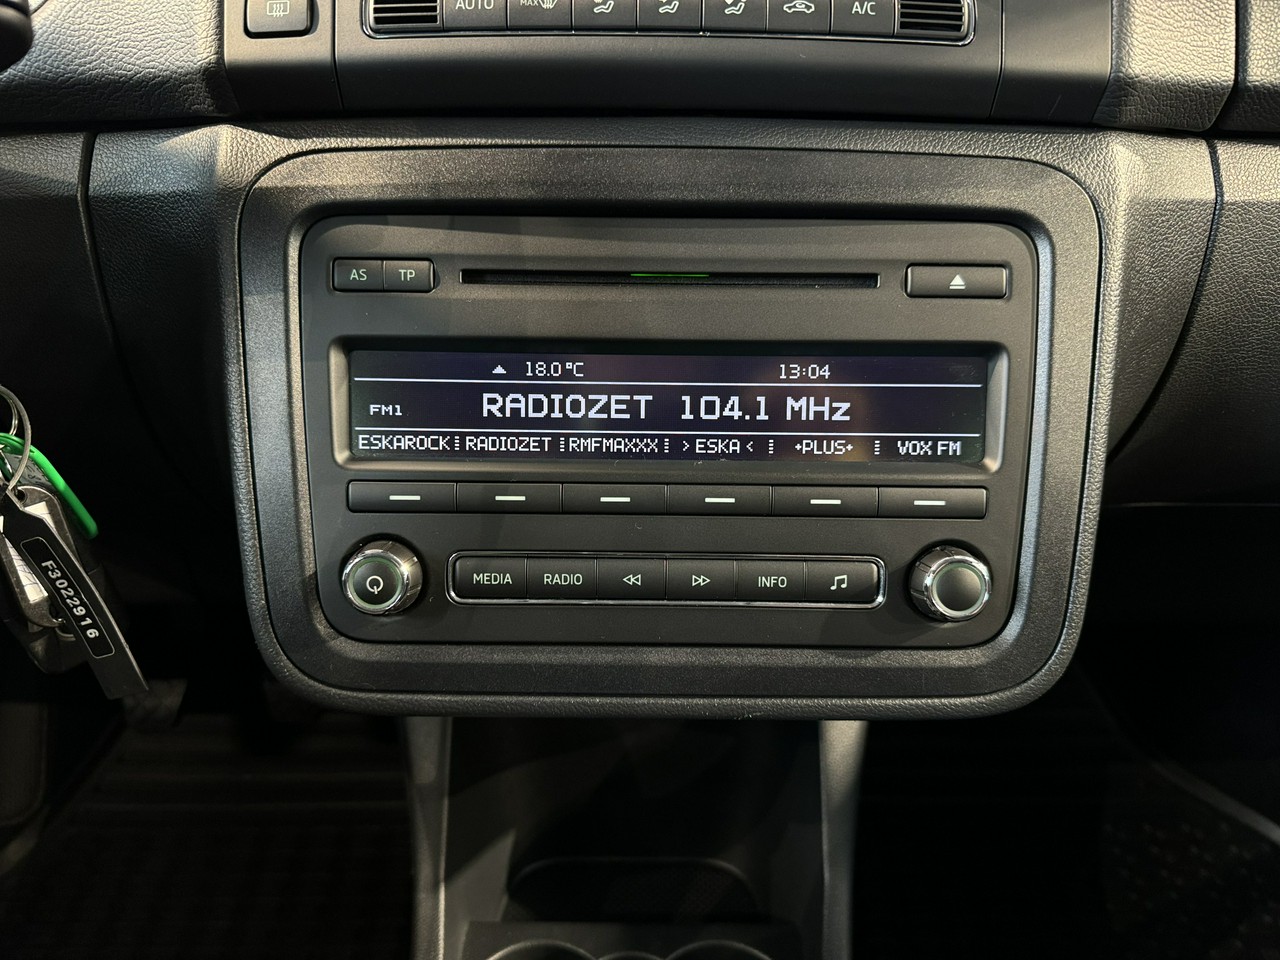 AUTO MAX A/C
AS TP
18.0°C 13:04
FM1 RADIOZET 104.1 MHz
ESKAROCK RADIOZET RMFMAXXX >ESKA< +PLUS+ VOX FM
MEDIA RADIO INFO
F3022916